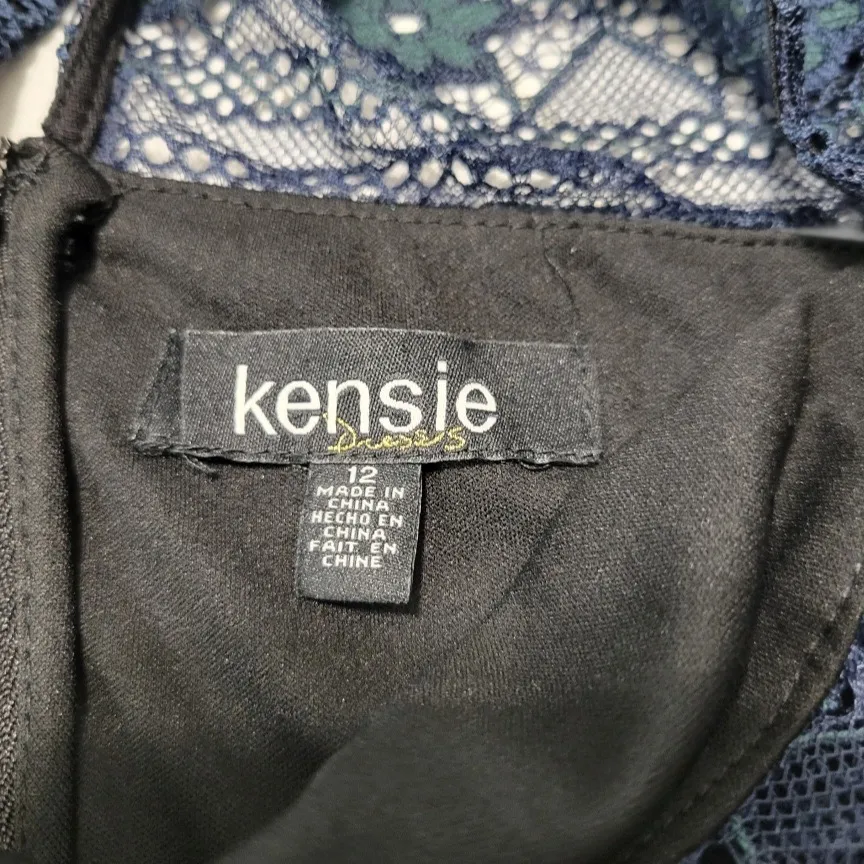 kensie
Dresses
12
MADE IN
CHINA
HECHO EN
CHINA
FAIT EN
CHINE